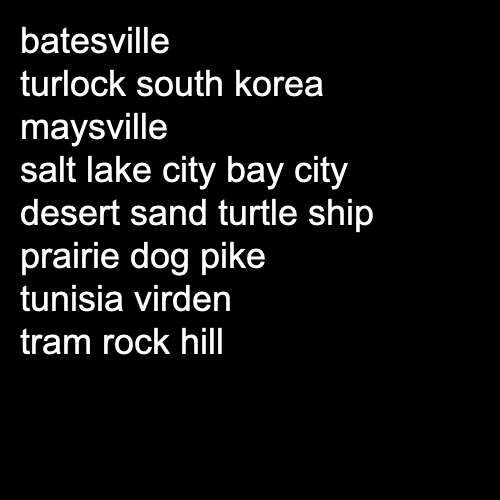 batesville
turlock south korea
maysville
salt lake city bay city
desert sand turtle ship
prairie dog pike
tunisia virden
tram rock hill